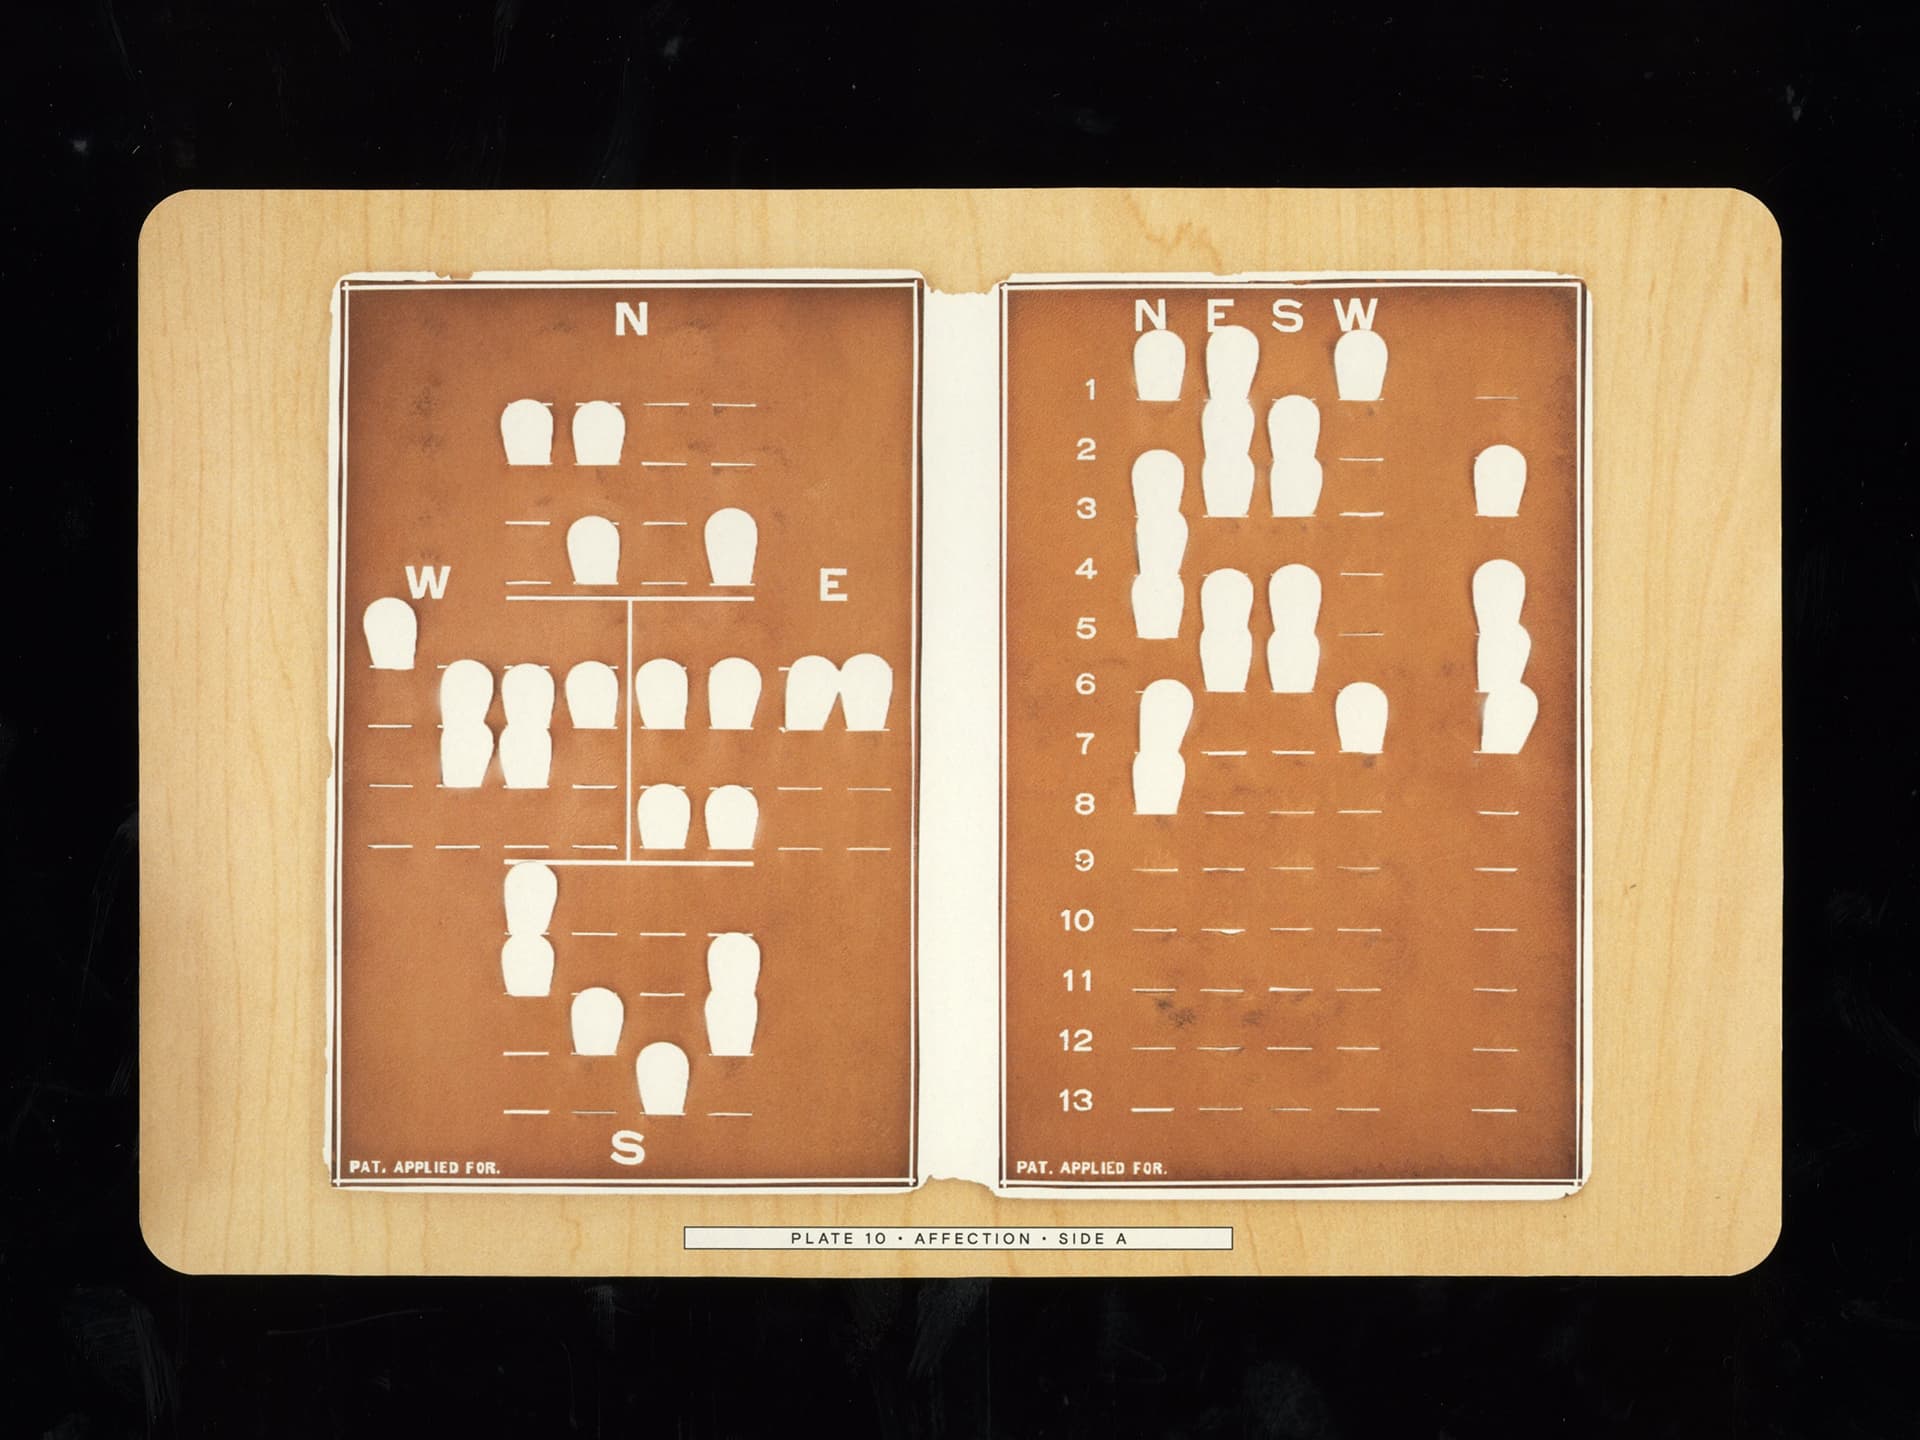 N
W E
S
PAT. APPLIED FOR.
N E S W
1
2
3
4
5
6
7
8
9
10
11
12
13
PAT. APPLIED FOR.
PLATE 10 · AFFECTION · SIDE A